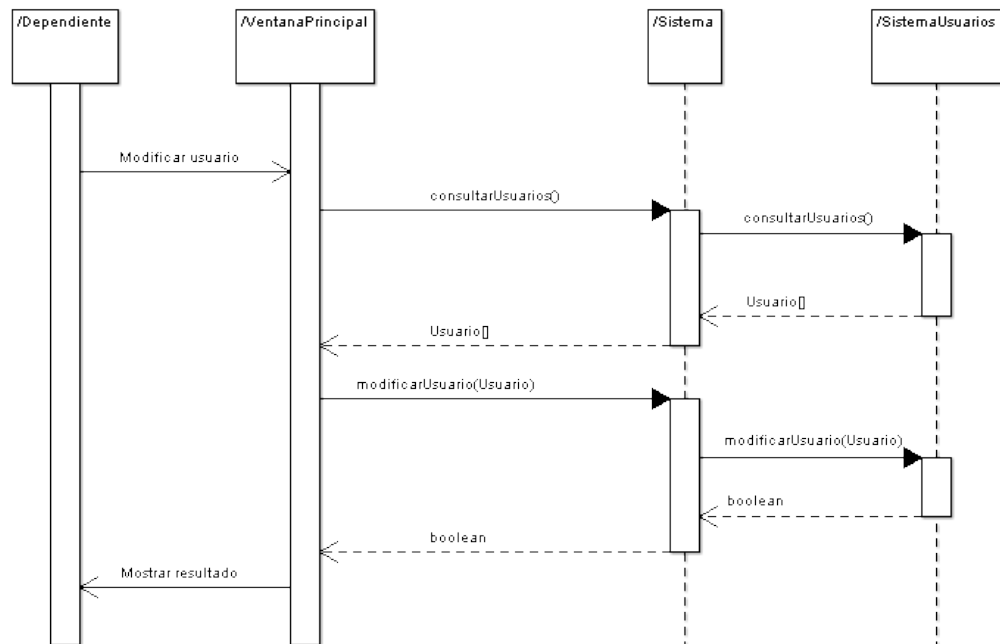 /Dependiente
/VentanaPrincipal
/Sistema
/SistemaUsuarios
Modificar usuario
consultarUsuarios()
consultarUsuarios()
Usuario[]
Usuario[]
modificarUsuario(Usuario)
modificarUsuario(Usuario)
boolean
boolean
Mostrar resultado